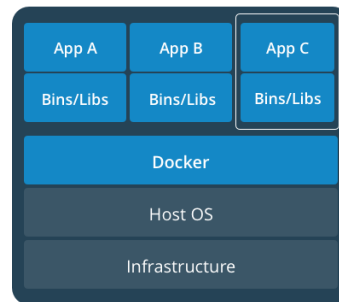 App A App B App C
Bins/Libs Bins/Libs Bins/Libs
Docker
Host OS
Infrastructure